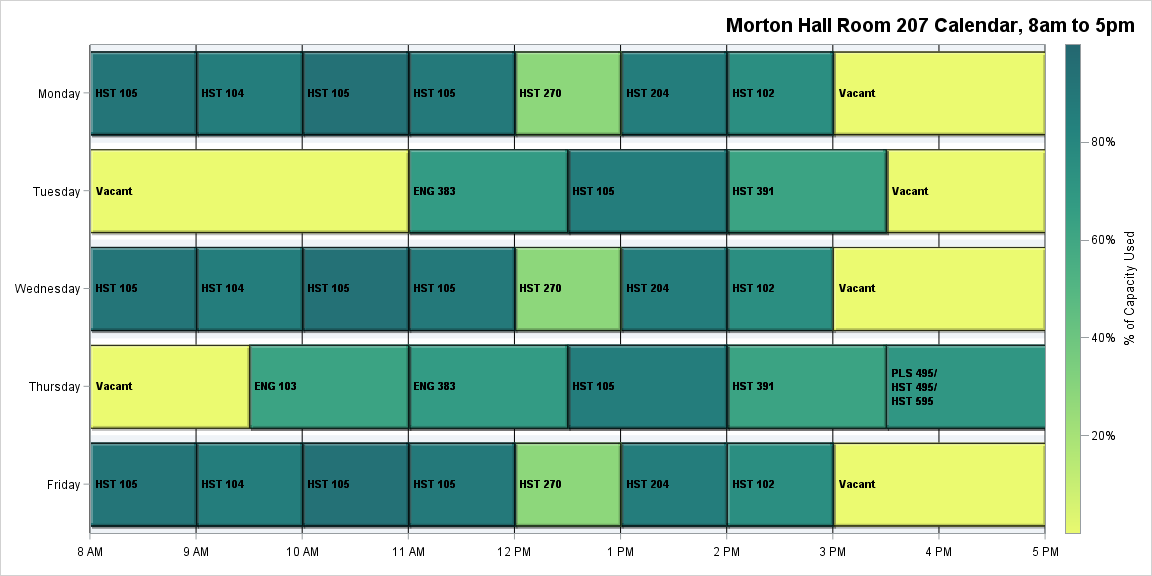 Morton Hall Room 207 Calendar, 8am to 5pm
Monday
HST 105
HST 104
HST 105
HST 105
HST 270
HST 204
HST 102
Vacant
Tuesday
Vacant
ENG 383
HST 105
HST 391
Vacant
Wednesday
HST 105
HST 104
HST 105
HST 105
HST 270
HST 204
HST 102
Vacant
Thursday
Vacant
ENG 103
ENG 383
HST 105
HST 391
PLS 495/
HST 495/
HST 595
Friday
HST 105
HST 104
HST 105
HST 105
HST 270
HST 204
HST 102
Vacant
8 AM
9 AM
10 AM
11 AM
12 PM
1 PM
2 PM
3 PM
4 PM
5 PM
80%
60%
40%
20%
% of Capacity Used